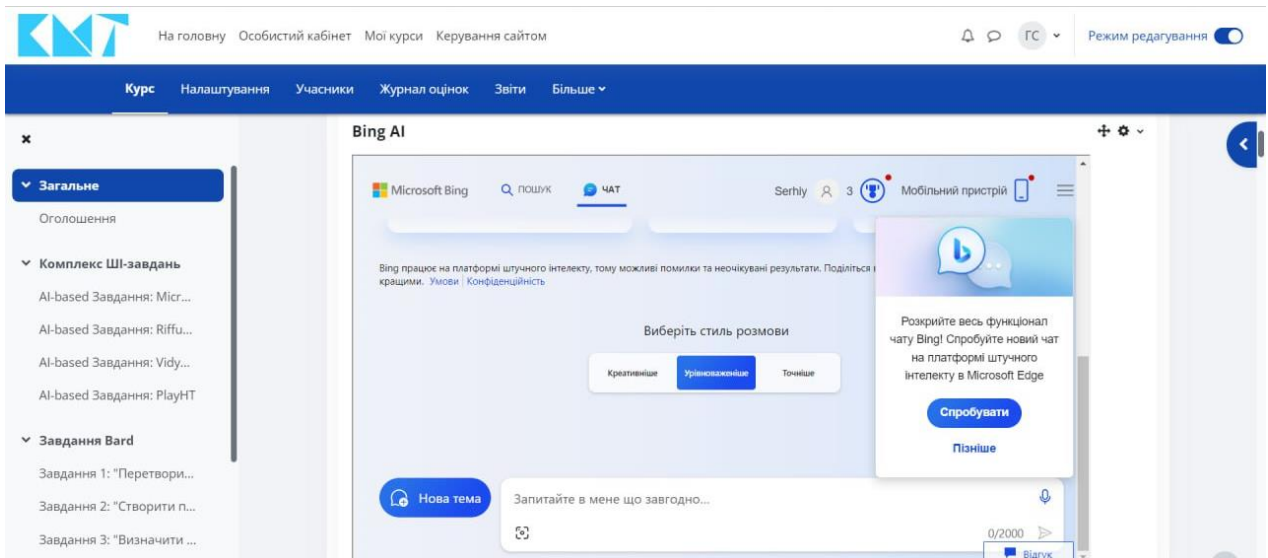 КМТ
На головну Особистий кабінет Мої курси Керування сайтом
ГС
Режим редагування
Курс Налаштування Учасники Журнал оцінок Звіти Більше
Загальне
Оголошення
Комплекс ШІ-завдань
AI-based Завдання: Micr...
AI-based Завдання: Riffu...
AI-based Завдання: Vidy...
AI-based Завдання: PlayHT
Завдання Bard
Завдання 1: "Перетвори...
Завдання 2: "Створити п...
Завдання 3: "Визначити ...
Bing AI
Microsoft Bing ПОШУК ЧАТ Serhiy 3 Мобільний пристрій
Bing працює на платформі штучного інтелекту, тому можливі помилки та неочікувані результати. Поділіться
кращими. Умови Конфіденційність
Виберіть стиль розмови
Креативніше Урівноваженіше Точніше
Розкрийте весь функціонал
чату Bing! Спробуйте новий чат
на платформі штучного
інтелекту в Microsoft Edge
Спробувати
Пізніше
Нова тема
Запитайте в мене що завгодно...
0/2000
Відгук